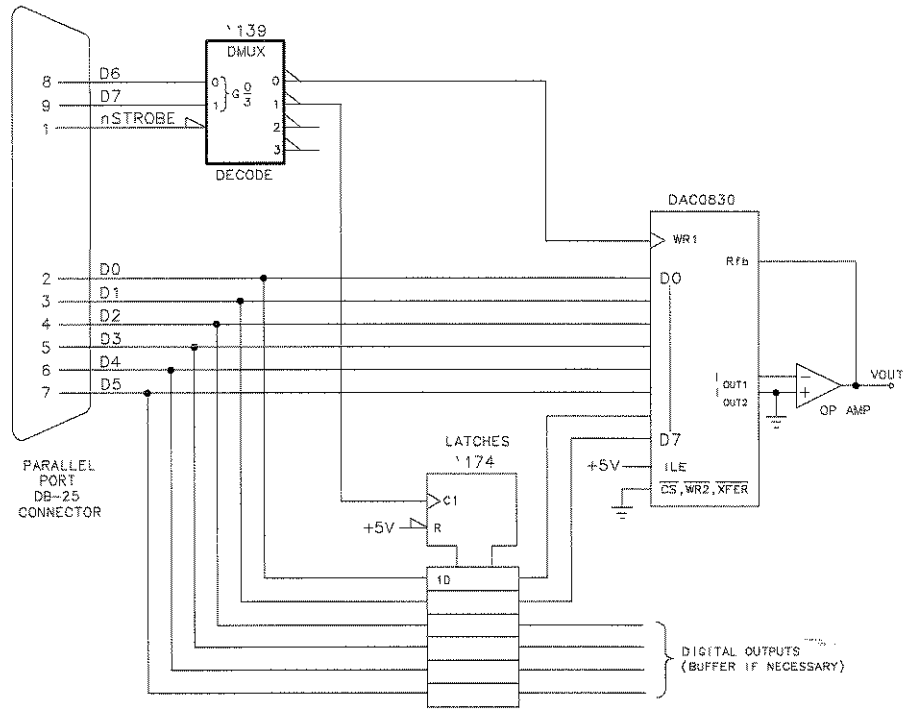 `139
DMUX
8 D6 0
9 D7 1 G 0/3
1 nSTROBE
0
1
2
3
DECODE
DAC0830
WR1
Rfb
2 D0 D0
3 D1
4 D2
5 D3
6 D4
7 D5
I OUT1
I OUT2
- +
VOUT
OP AMP
D7
+5V ILE
CS, WR2, XFER
PARALLEL
PORT
DB-25
CONNECTOR
LATCHES
`174
C1
+5V R
1D
DIGITAL OUTPUTS
(BUFFER IF NECESSARY)